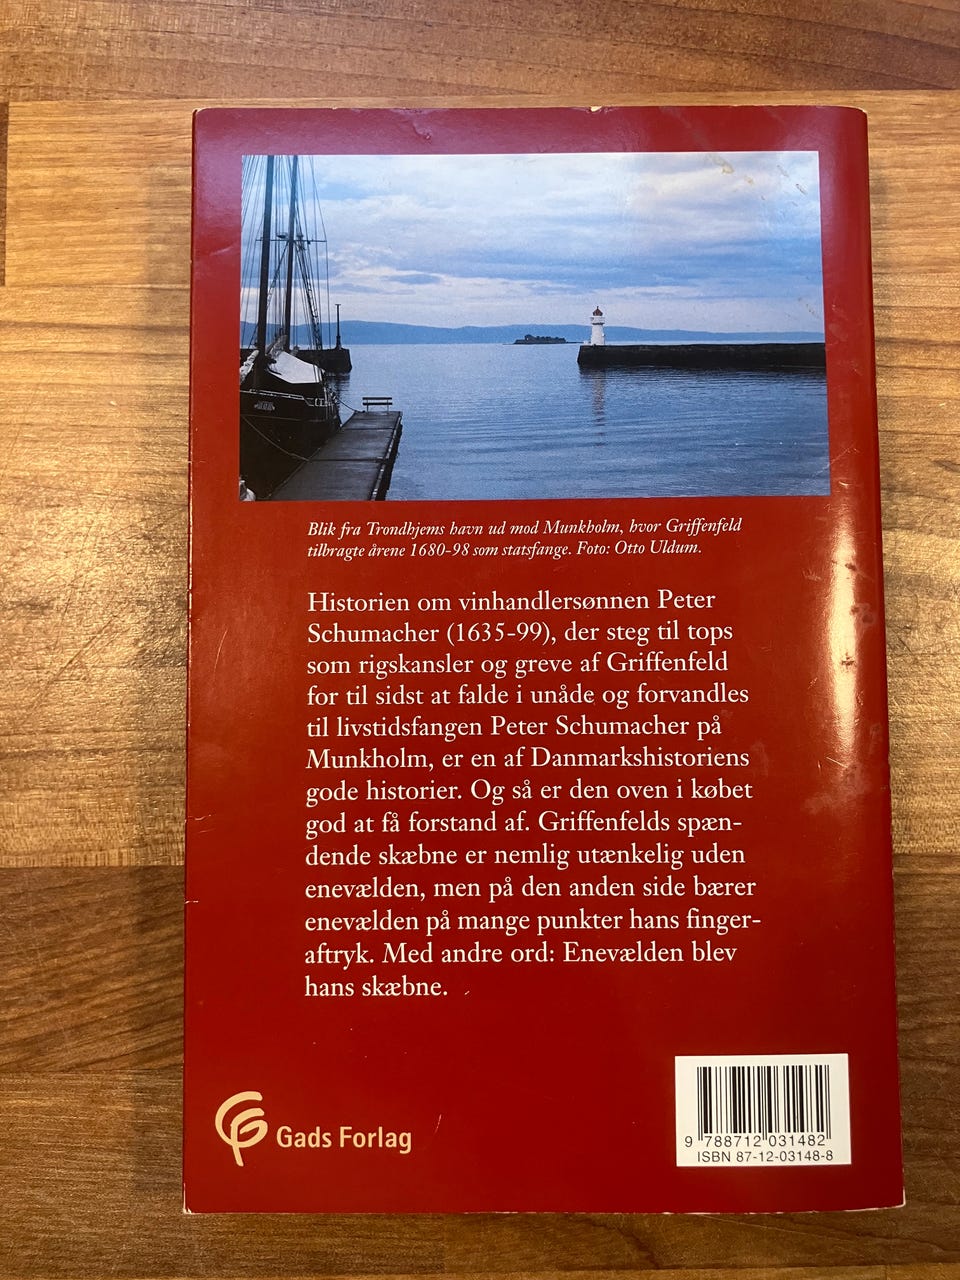 Blik fra Trondhjems havn ud mod Munkholm, hvor Griffenfeld
tilbragte årene 1680-98 som statsfange. Foto: Otto Uldum.
Historien om vinhandlersønnen Peter
Schumacher (1635-99), der steg til tops
som rigskansler og greve af Griffenfeld
for til sidst at falde i unåde og forvandles
til livstidsfangen Peter Schumacher på
Munkholm, er en af Danmarkshistoriens
gode historier. Og så er den oven i købet
god at få forstand af. Griffenfelds spæn-
dende skæbne er nemlig utænkelig uden
enevælden, men på den anden side bærer
enevælden på mange punkter hans finger-
aftryk. Med andre ord: Enevælden blev
hans skæbne.
Gads Forlag
9 788712 031482
ISBN 87-12-03148-8